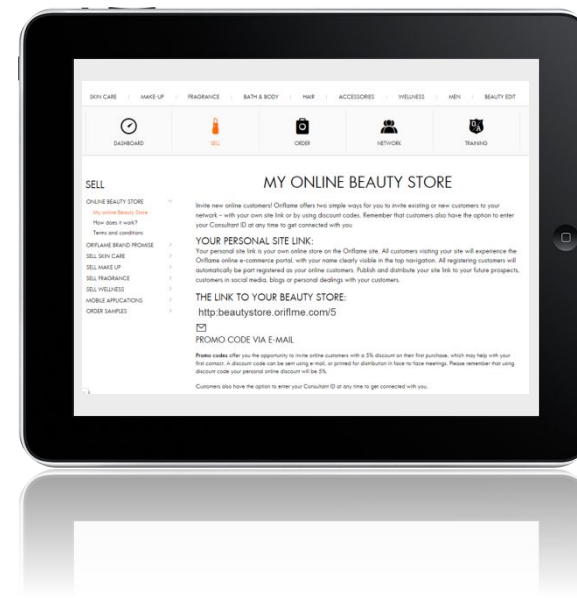 SKIN CARE MAKE-UP FRAGRANCE BATH & BODY HAIR ACCESSORIES WELLNESS MEN BEAUTY EDIT
DASHBOARD SELL ORDER NETWORK TRAINING
SELL
ONLINE BEAUTY STORE
My online Beauty Store
How does it work?
Terms and conditions
ORIFLAME BRAND PROMISE
SELL SKIN CARE
SELL MAKE UP
SELL FRAGRANCE
SELL WELLNESS
MOBILE APPLICATIONS
ORDER SAMPLES
MY ONLINE BEAUTY STORE
Invite new online customers! Oriflame offers two simple ways for you to invite existing or new customers to your
network – with your own site link or by using discount codes. Remember that customers also have the option to enter
your Consultant ID at any time to get connected with you.
YOUR PERSONAL SITE LINK:
Your personal site link is your own online store on the Oriflame site. All customers visiting your site will experience the
Oriflame online e-commerce portal, with your name clearly visible in the top navigation. All registering customers will
automatically be part registered as your online customers. Publish and distribute your site link to your future prospects,
customers in social media, blogs or personal dealings with your customers.
THE LINK TO YOUR BEAUTY STORE:
http:beautystore.oriflme.com/5
PROMO CODE VIA E-MAIL
Promo codes offer you the opportunity to invite online customers with a 5% discount on their first purchase, which may help with your
first contact. A discount code can be sent using e-mail, or printed for distribution in face to face meetings. Please remember that using
discount code your personal online discount will be 5%.
Customers also have the option to enter your Consultant ID at any time to get connected with you.